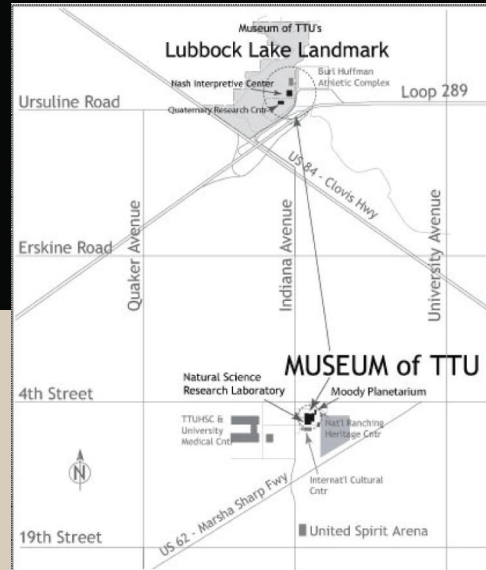 Museum of TTU's
Lubbock Lake Landmark
Nash Interpretive Center
Burl Huffman
Athletic Complex
Loop 289
Ursuline Road
Quaternary Research Cntr
US 84 - Clovis Hwy
Erskine Road
Quaker Avenue
Indiana Avenue
University Avenue
MUSEUM of TTU
Natural Science
Research Laboratory
Moody Planetarium
4th Street
TTUHSC &
University
Medical Cntr
Nat'l Ranching
Heritage Cntr
N
Internat'l Cultural
Cntr
US 62 - Marsha Sharp Fwy
United Spirit Arena
19th Street